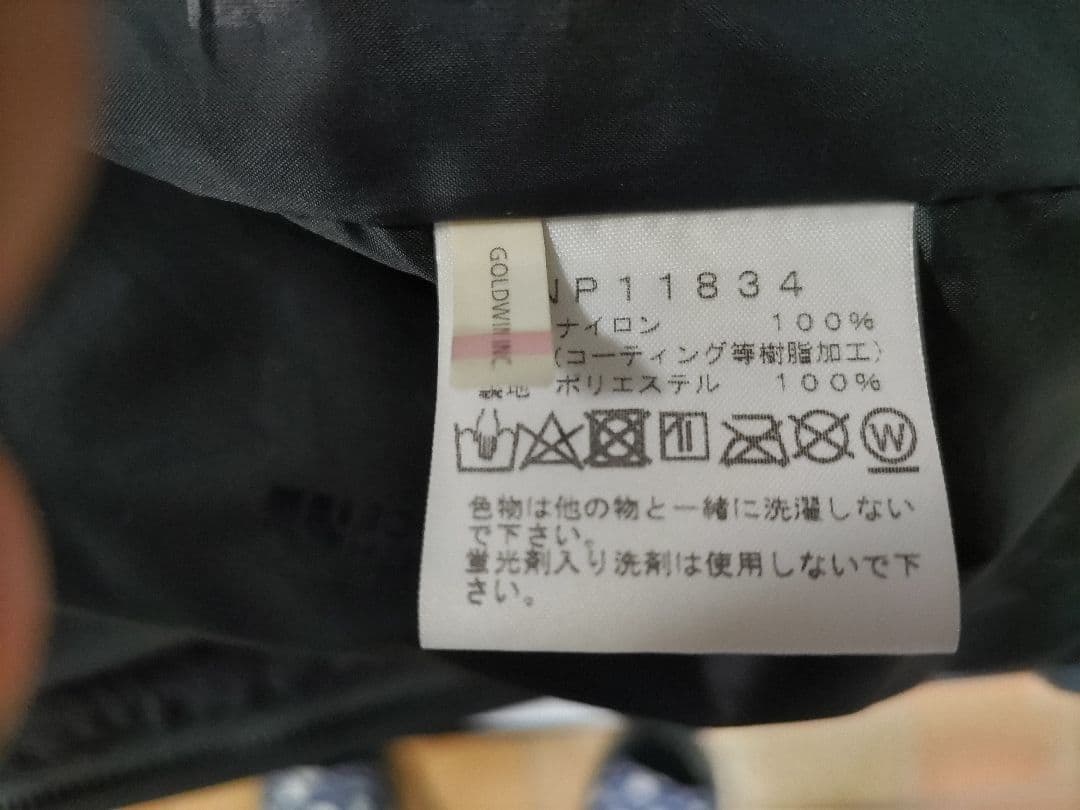 GOLDWIN INC
NP11834
ナイロン 100%
(コーティング等樹脂加工)
裏地 ポリエステル 100%
W
色物は他の物と一緒に洗濯しない
で下さい。
蛍光剤入り洗剤は使用しないで下
さい。